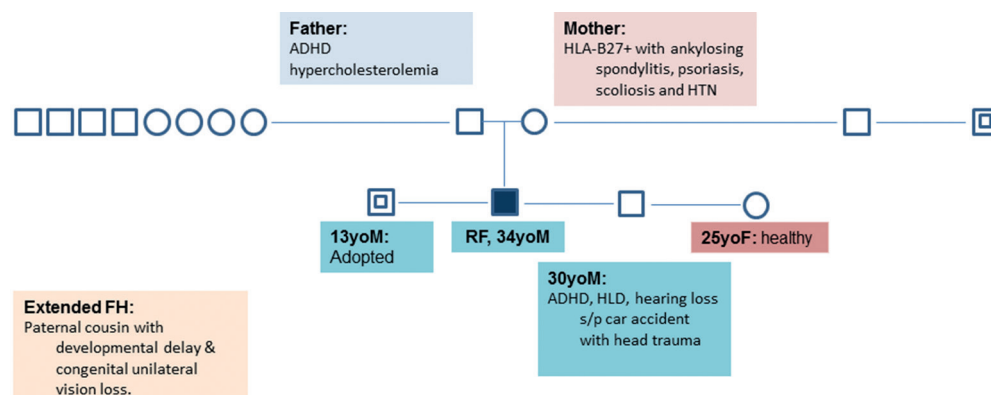 Father:
ADHD
hypercholesterolemia
Mother:
HLA-B27+ with ankylosing
spondylitis, psoriasis,
scoliosis and HTN
13yoM:
Adopted
RF, 34yoM
25yoF: healthy
30yoM:
ADHD, HLD, hearing loss
s/p car accident
with head trauma
Extended FH:
Paternal cousin with
developmental delay &
congenital unilateral
vision loss.